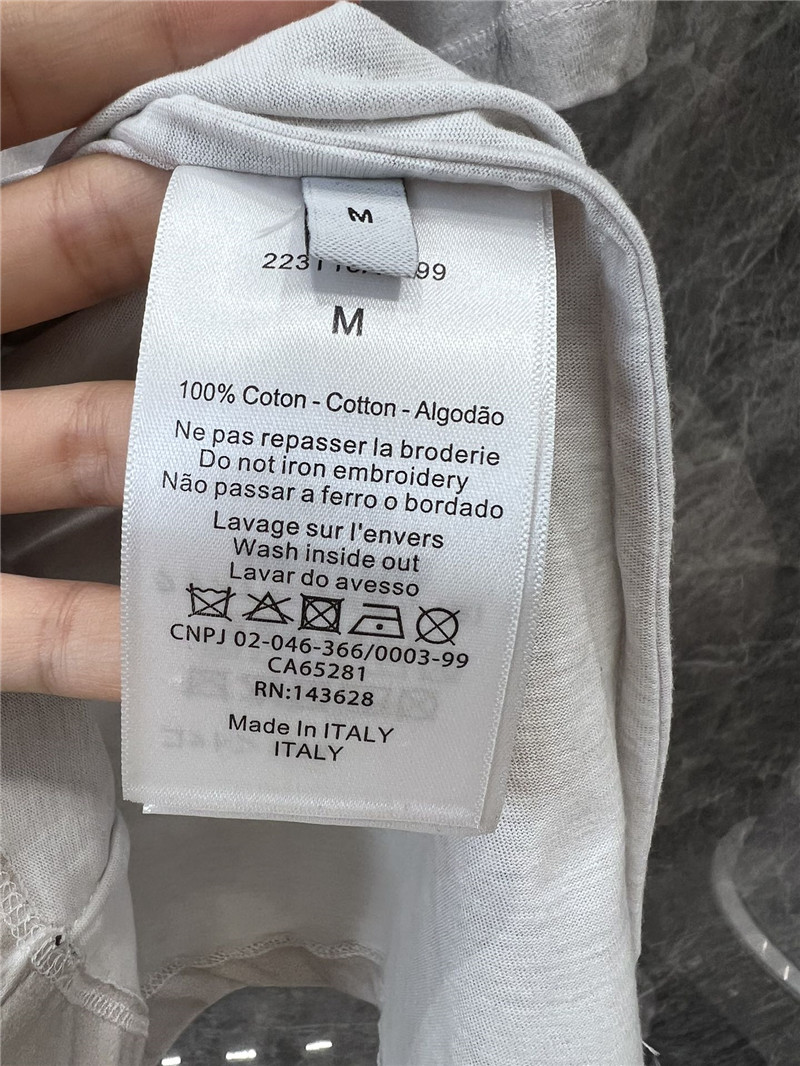 M
M
100% Coton - Cotton - Algodão
Ne pas repasser la broderie
Do not iron embroidery
Não passar a ferro o bordado
Lavage sur l'envers
Wash inside out
Lavar do avesso
CNPJ 02-046-366/0003-99
CA65281
RN:143628
Made In ITALY
ITALY